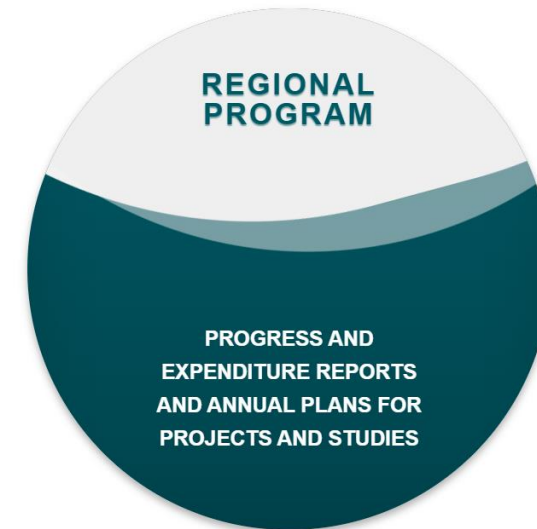 REGIONAL
PROGRAM
PROGRESS AND
EXPENDITURE REPORTS
AND ANNUAL PLANS FOR
PROJECTS AND STUDIES